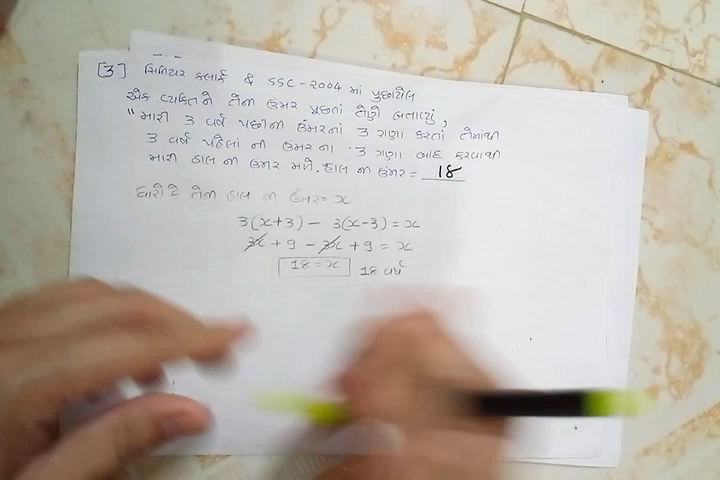 [3] સિનિયર કલાર્ક & SSC-2004 માં પુછાયેલ
એક વ્યકિતને તેના ઉંમર પૂછતાં તેણે બતાવ્યું,
"મારી 3 વર્ષ પછીની ઉંમરનાં 3 ગણા કરતાં તેમાંથી
3 વર્ષ પહેલાં ની ઉંમર ના 3 ગણા બાદ કરવાથી
મારી હાલ ની ઉંમર મળે. હાલ ની ઉંમર = 18
ધારો કે તેના હાલ ની ઉંમર = x
3(x+3) - 3(x-3) = x
3x + 9 - 3x + 9 = x
18 = x 18 વર્ષ